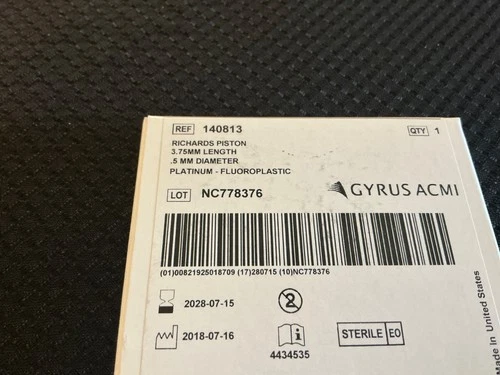 REF 140813
QTY 1
RICHARDS PISTON
3.75MM LENGTH
.5 MM DIAMETER
PLATINUM - FLUOROPLASTIC
LOT NC778376
GYRUS ACMI
(01)00821925018709 (17)280715 (10)NC778376
2028-07-15
2
2018-07-16
i
4434535
STERILE EO
Made in United States